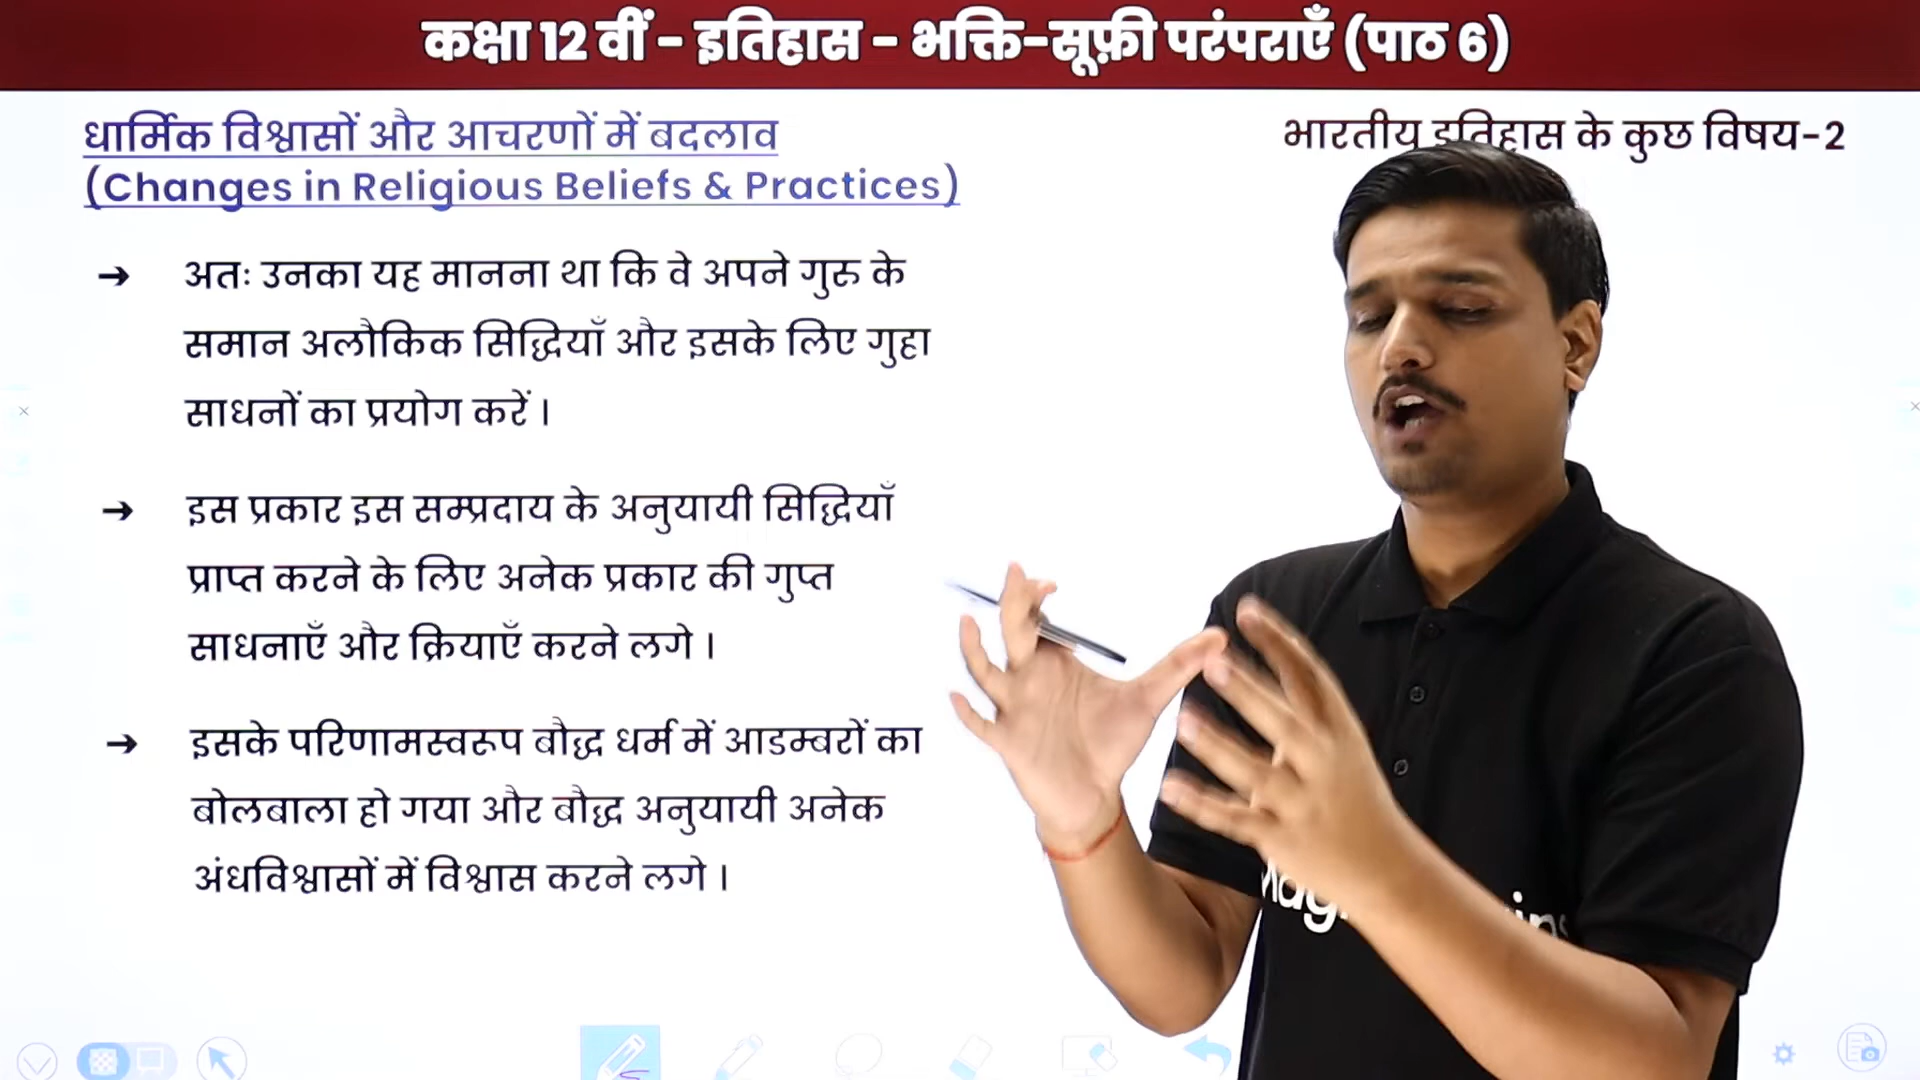 कक्षा 12 वीं - इतिहास - भक्ति-सूफ़ी परंपराएँ (पाठ 6)
धार्मिक विश्वासों और आचरणों में बदलाव
(Changes in Religious Beliefs & Practices)
भारतीय इतिहास के कुछ विषय-2
→ अतः उनका यह मानना था कि वे अपने गुरु के
समान अलौकिक सिद्धियाँ और इसके लिए गुहा
साधनों का प्रयोग करें ।
→ इस प्रकार इस सम्प्रदाय के अनुयायी सिद्धियाँ
प्राप्त करने के लिए अनेक प्रकार की गुप्त
साधनाएँ और क्रियाएँ करने लगे ।
→ इसके परिणामस्वरूप बौद्ध धर्म में आडम्बरों का
बोलबाला हो गया और बौद्ध अनुयायी अनेक
अंधविश्वासों में विश्वास करने लगे ।